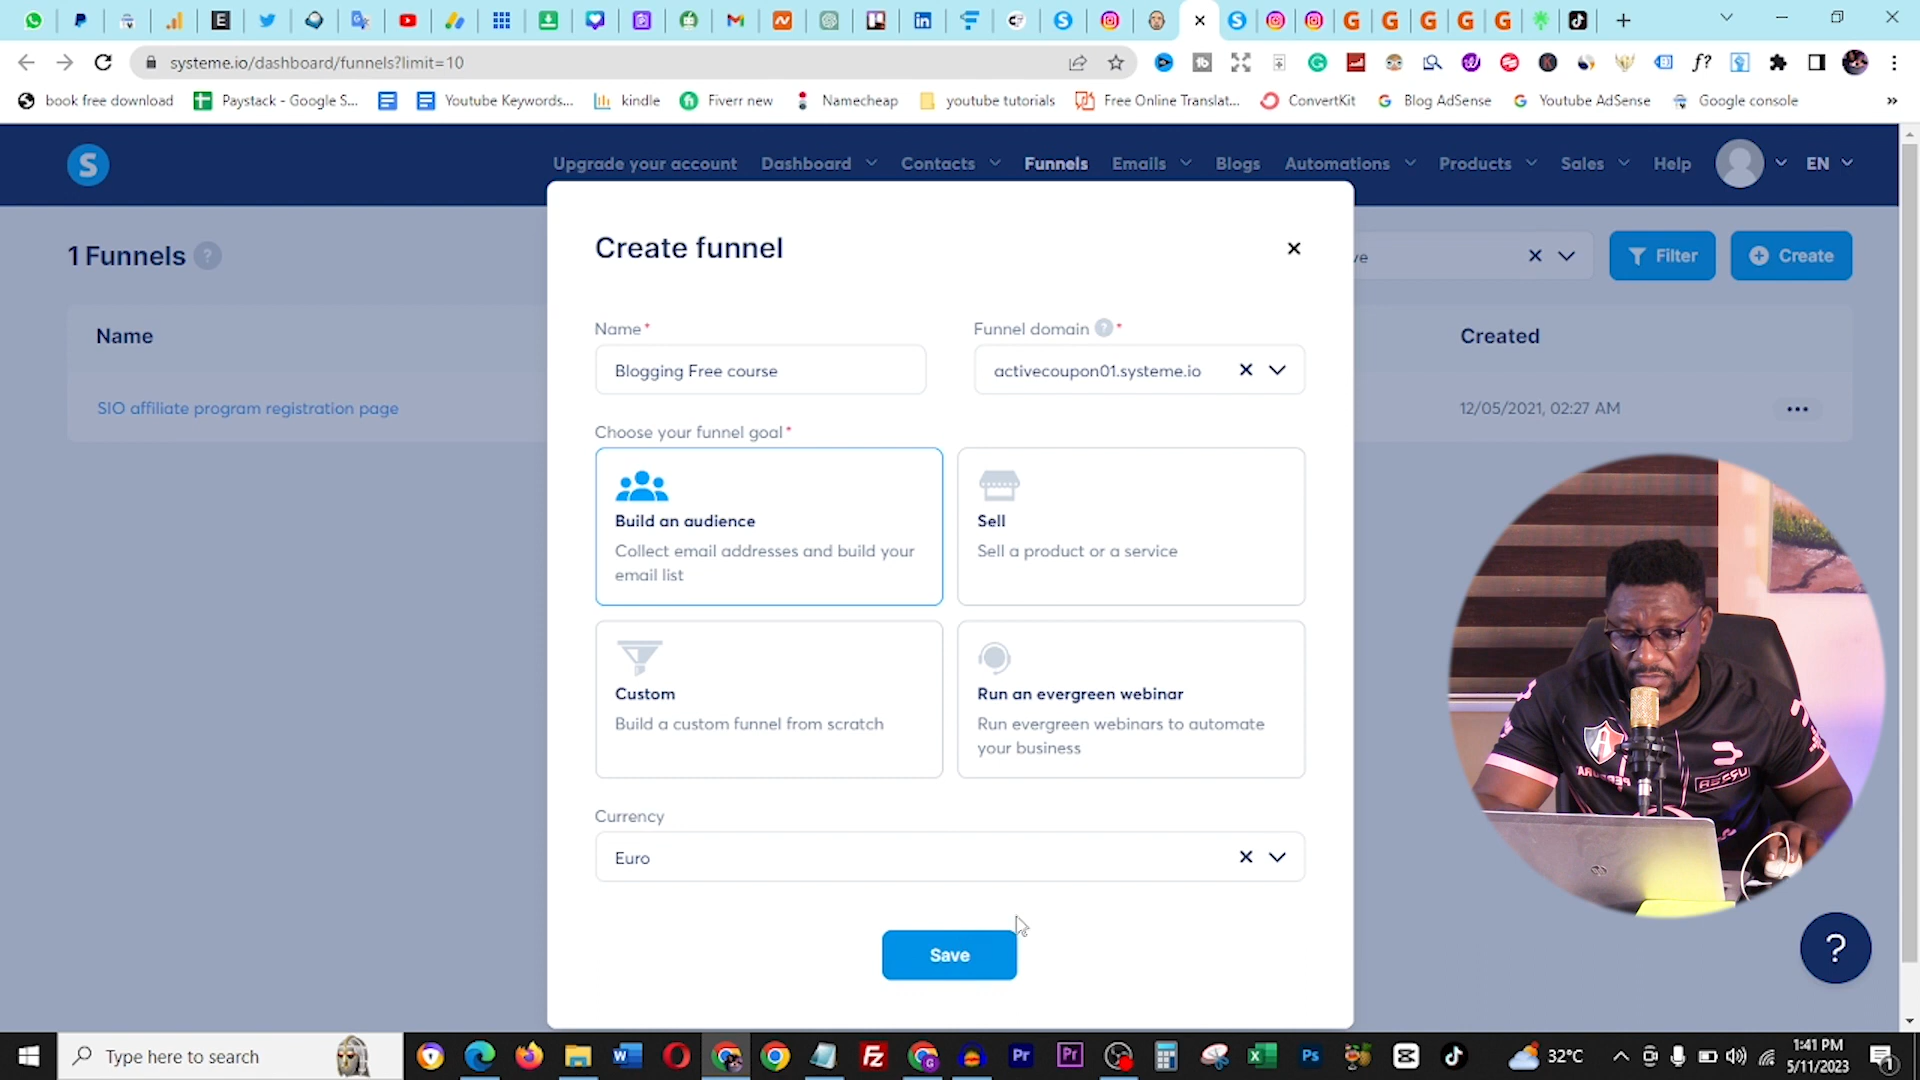 systeme.io/dashboard/funnels?limit=10
book free download
Paystack - Google S...
Youtube Keywords...
kindle
Fiverr new
Namecheap
youtube tutorials
Free Online Translat...
ConvertKit
Blog AdSense
Youtube AdSense
Google console
Upgrade your account
Dashboard
Contacts
Funnels
Emails
Blogs
Automations
Products
Sales
Help
EN
1 Funnels
Filter
Create
Name
Created
SIO affiliate program registration page
12/05/2021, 02:27 AM
Create funnel
Name*
Funnel domain *
Blogging Free course
activecoupon01.systeme.io
Choose your funnel goal*
Build an audience
Collect email addresses and build your
email list
Sell
Sell a product or a service
Custom
Build a custom funnel from scratch
Run an evergreen webinar
Run evergreen webinars to automate
your business
Currency
Euro
Save
Type here to search
32°C
1:41 PM
5/11/2023